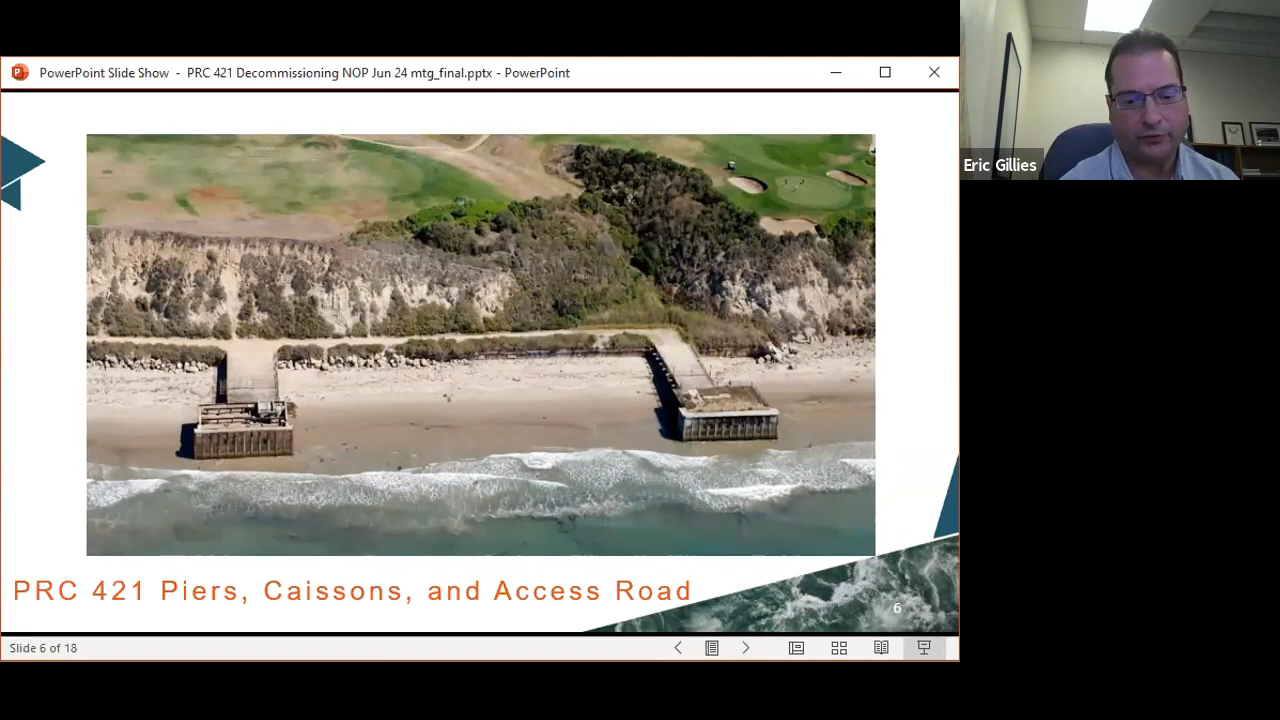 PowerPoint Slide Show - PRC 421 Decommissioning NOP Jun 24 mtg_final.pptx - PowerPoint
Eric Gillies
PRC 421 Piers, Caissons, and Access Road
6
Slide 6 of 18